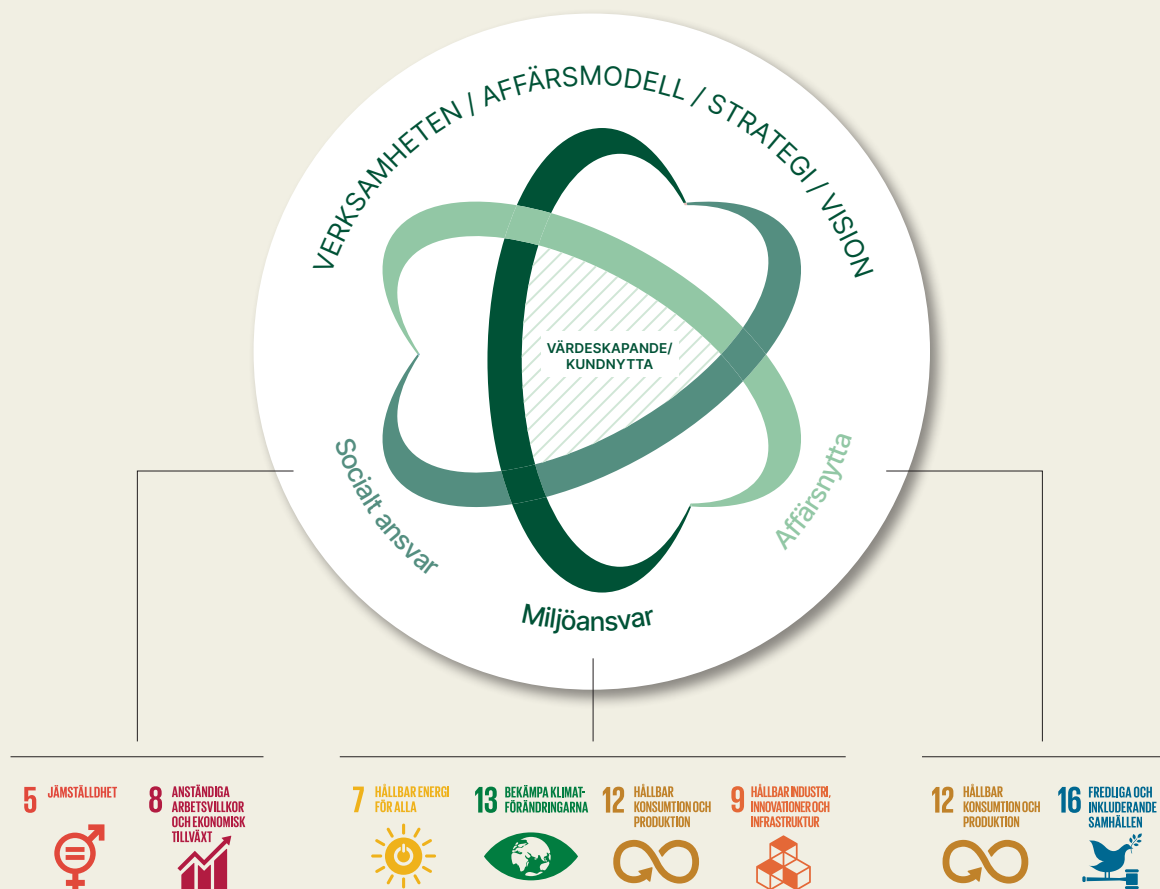 VERKSAMHETEN / AFFÄRSMODELL / STRATEGI / VISION
VÄRDESKAPANDE/
KUNDNYTTA
Socialt ansvar
Miljöansvar
Affärsnytta
5 JÄMSTÄLLDHET
8 ANSTÄNDIGA
ARBETSVILLKOR
OCH EKONOMISK
TILLVÄXT
7 HÅLLBAR ENERGI
FÖR ALLA
13 BEKÄMPA KLIMAT-
FÖRÄNDRINGARNA
12 HÅLLBAR
KONSUMTION OCH
PRODUKTION
9 HÅLLBAR INDUSTRI,
INNOVATIONER OCH
INFRASTRUKTUR
12 HÅLLBAR
KONSUMTION OCH
PRODUKTION
16 FREDLIGA OCH
INKLUDERANDE
SAMHÄLLEN